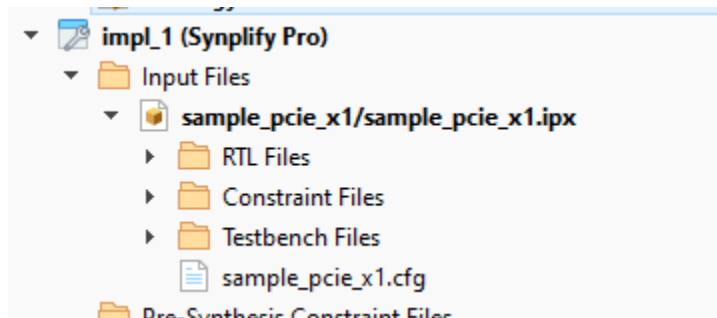 impl_1 (Synplify Pro)
Input Files
sample_pcie_x1/sample_pcie_x1.ipx
RTL Files
Constraint Files
Testbench Files
sample_pcie_x1.cfg
Pre-Synthesis Constraint Files